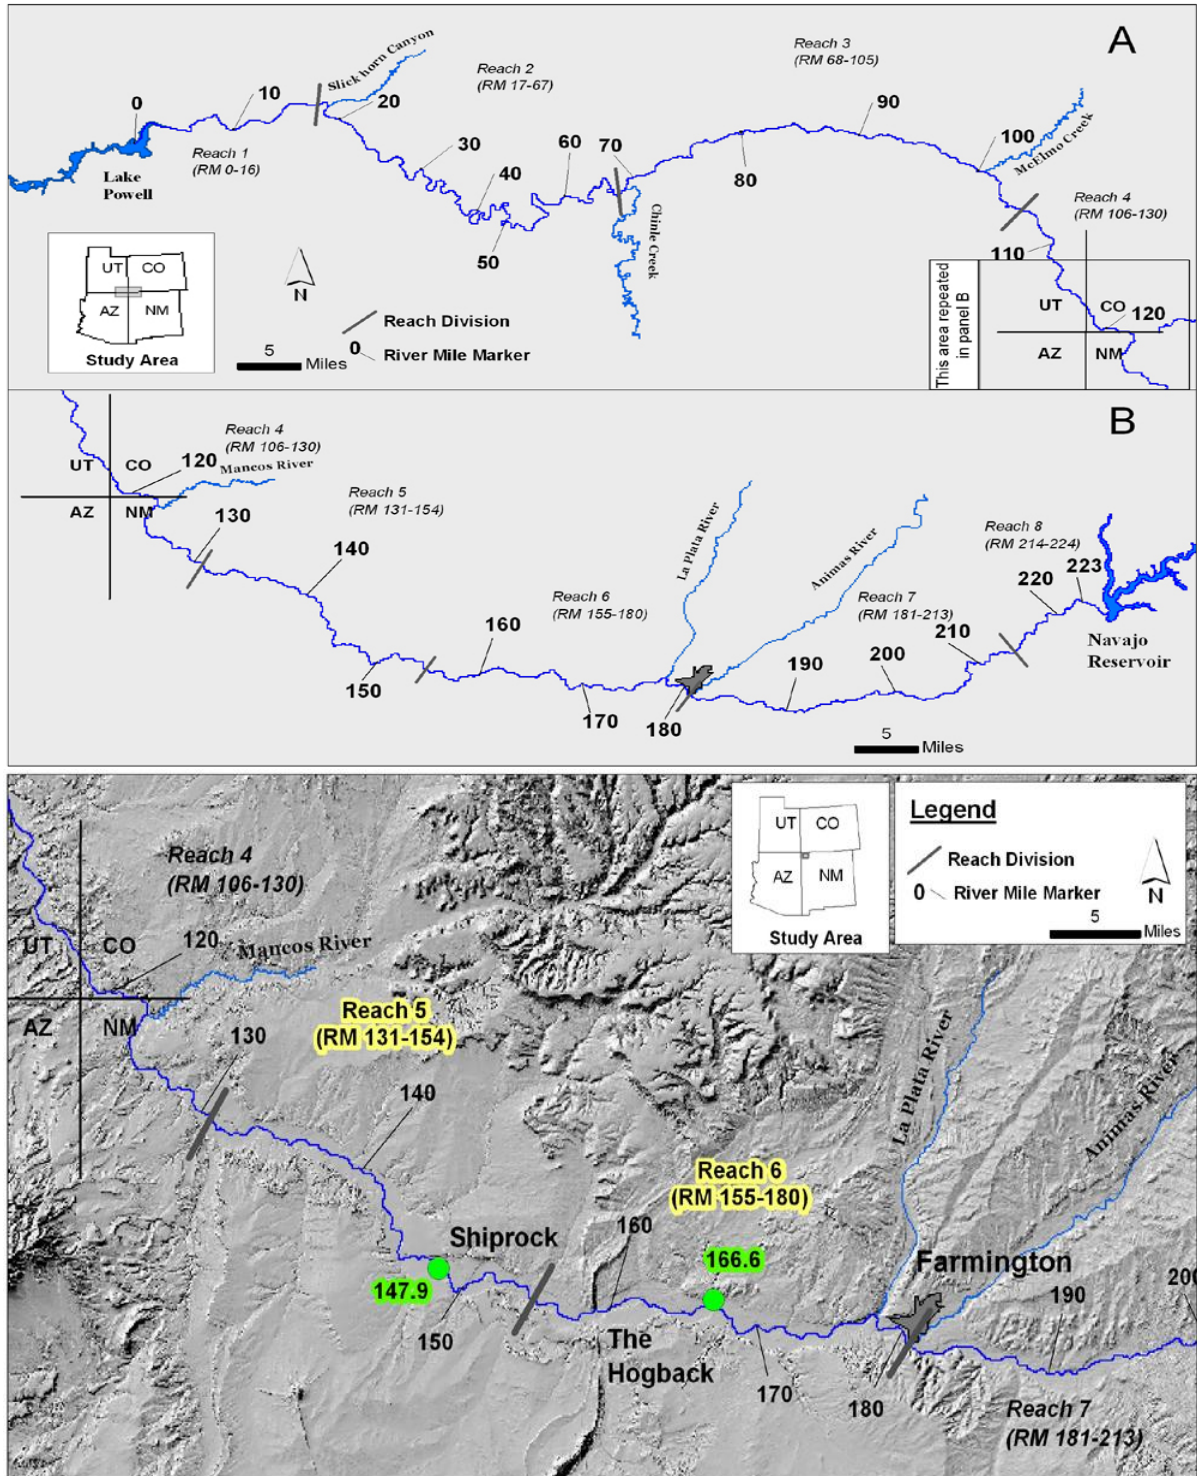 A
Slick horn Canyon
Reach 2
(RM 17-67)
Reach 3
(RM 68-105)
0
10
20
30
40
50
60
70
80
90
100
McElmo Creek
Reach 1
(RM 0-16)
Lake
Powell
Chinle Creek
Reach 4
(RM 106-130)
110
UT
CO
120
AZ
NM
This area repeated
in panel B
UT
CO
AZ
NM
Study Area
N
5
Miles
Reach Division
0
River Mile Marker
B
Reach 4
(RM 106-130)
UT
CO
120
Mancos River
AZ
NM
130
Reach 5
(RM 131-154)
140
150
160
Reach 6
(RM 155-180)
170
180
La Plata River
Animas River
Reach 7
(RM 181-213)
190
200
210
Reach 8
(RM 214-224)
220
223
Navajo
Reservoir
5
Miles
UT
CO
AZ
NM
Study Area
Legend
Reach Division
0
River Mile Marker
N
5
Miles
Reach 4
(RM 106-130)
UT
CO
120
Mancos River
AZ
NM
130
Reach 5
(RM 131-154)
140
La Plata River
Animas River
Reach 6
(RM 155-180)
Shiprock
160
166.6
147.9
150
The
Hogback
170
Farmington
180
190
200
Reach 7
(RM 181-213)